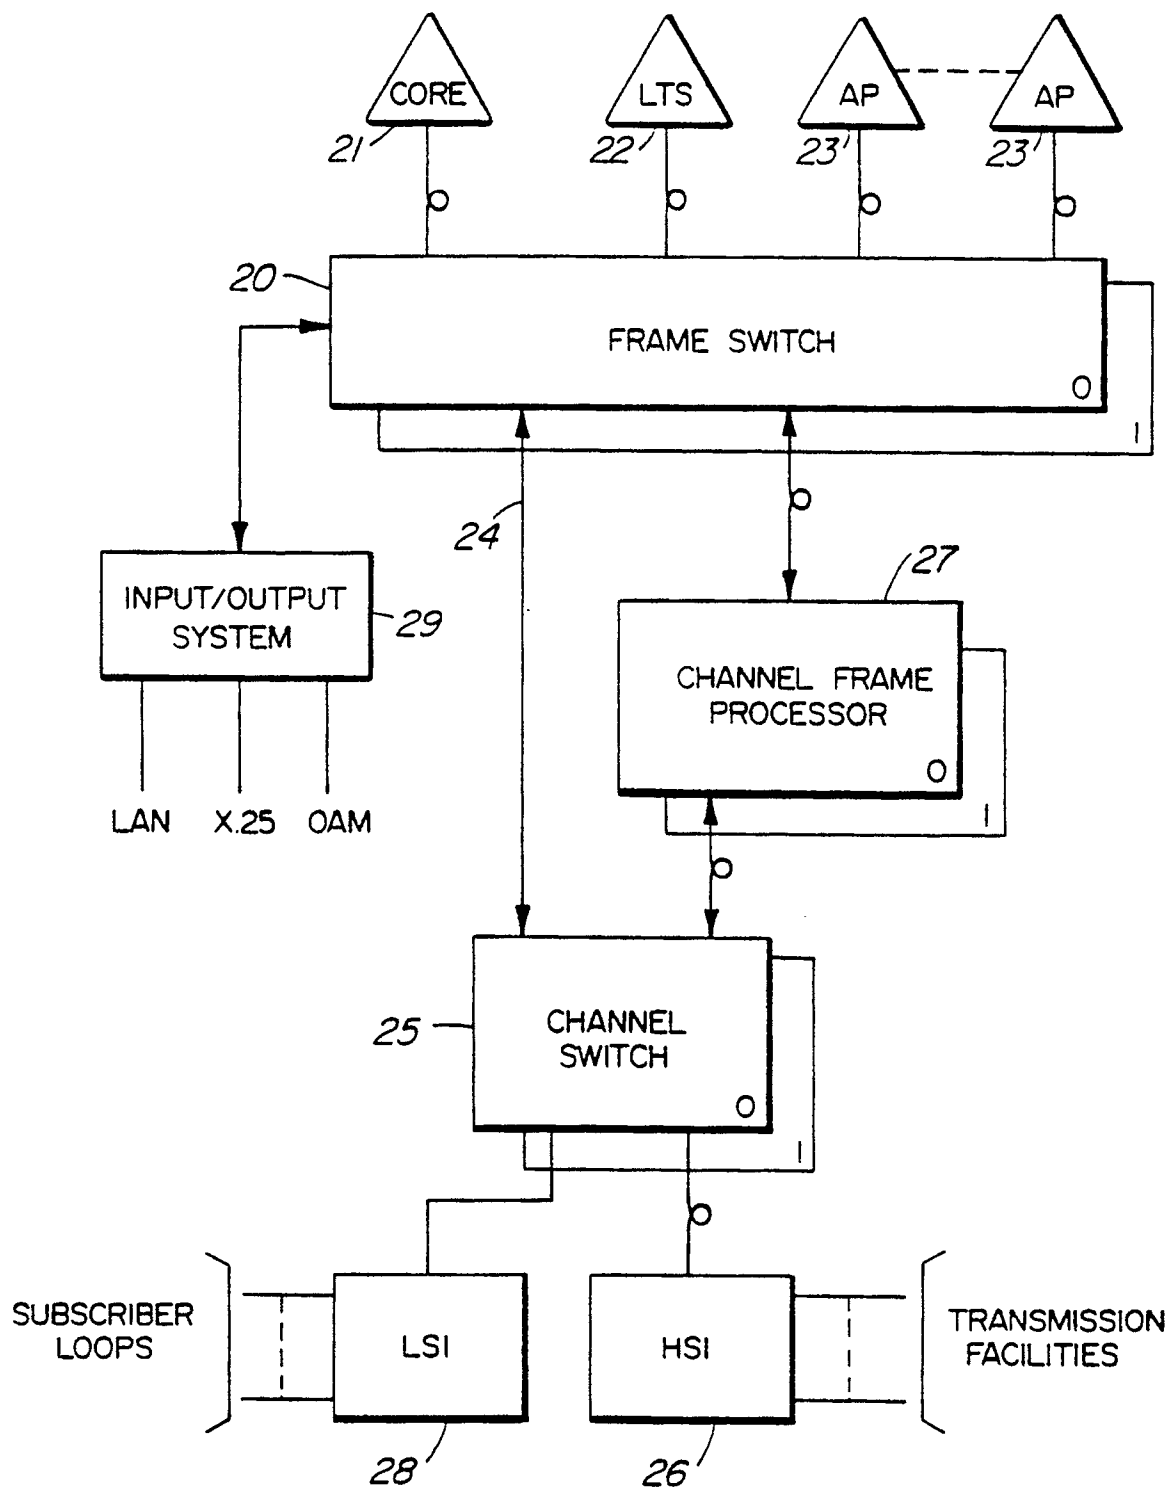 CORE
LTS
AP
AP
21
22
23'
23'
20
FRAME SWITCH
0
1
24
27
INPUT/OUTPUT
SYSTEM
29
CHANNEL FRAME
PROCESSOR
0
1
LAN
X.25
OAM
25
CHANNEL
SWITCH
0
1
SUBSCRIBER
LOOPS
LSI
HSI
TRANSMISSION
FACILITIES
28
26